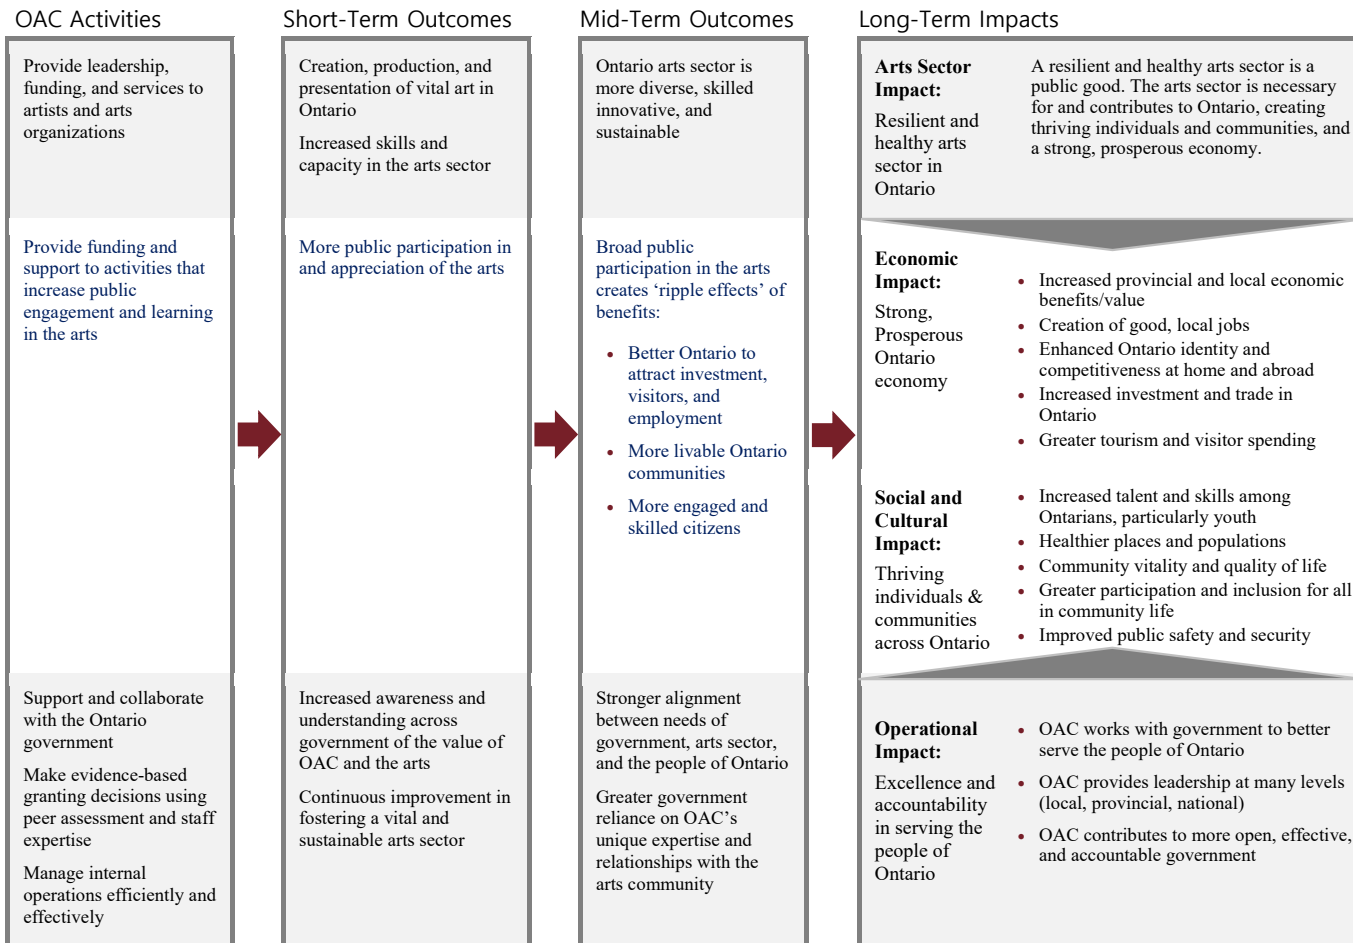 OAC Activities
Short-Term Outcomes
Mid-Term Outcomes
Long-Term Impacts
Provide leadership,
funding, and services to
artists and arts
organizations
Creation, production, and
presentation of vital art in
Ontario
Increased skills and
capacity in the arts sector
Ontario arts sector is
more diverse, skilled
innovative, and
sustainable
Arts Sector
Impact:
Resilient and
healthy arts
sector in
Ontario
A resilient and healthy arts sector is a
public good. The arts sector is necessary
for and contributes to Ontario, creating
thriving individuals and communities, and
a strong, prosperous economy.
Provide funding and
support to activities that
increase public
engagement and learning
in the arts
More public participation in
and appreciation of the arts
Broad public
participation in the arts
creates ‘ripple effects’ of
benefits:
• Better Ontario to
attract investment,
visitors, and
employment
• More livable Ontario
communities
• More engaged and
skilled citizens
Economic
Impact:
Strong,
Prosperous
Ontario
economy
• Increased provincial and local economic
benefits/value
• Creation of good, local jobs
• Enhanced Ontario identity and
competitiveness at home and abroad
• Increased investment and trade in
Ontario
• Greater tourism and visitor spending
Social and
Cultural
Impact:
Thriving
individuals &
communities
across Ontario
• Increased talent and skills among
Ontarians, particularly youth
• Healthier places and populations
• Community vitality and quality of life
• Greater participation and inclusion for all
in community life
• Improved public safety and security
Support and collaborate
with the Ontario
government
Make evidence-based
granting decisions using
peer assessment and staff
expertise
Manage internal
operations efficiently and
effectively
Increased awareness and
understanding across
government of the value of
OAC and the arts
Continuous improvement in
fostering a vital and
sustainable arts sector
Stronger alignment
between needs of
government, arts sector,
and the people of Ontario
Greater government
reliance on OAC’s
unique expertise and
relationships with the
arts community
Operational
Impact:
Excellence and
accountability
in serving the
people of
Ontario
• OAC works with government to better
serve the people of Ontario
• OAC provides leadership at many levels
(local, provincial, national)
• OAC contributes to more open, effective,
and accountable government